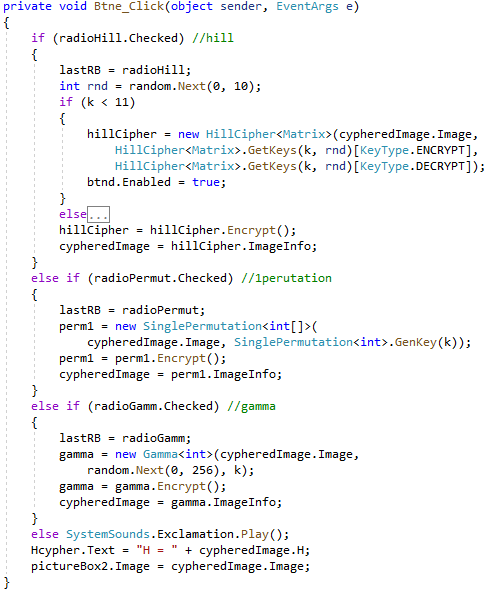 private void Btne_Click(object sender, EventArgs e)
{
    if (radioHill.Checked) //hill
    {
        lastRB = radioHill;
        int rnd = random.Next(0, 10);
        if (k < 11)
        {
            hillCipher = new HillCipher<Matrix>(cypheredImage.Image,
                HillCipher<Matrix>.GetKeys(k, rnd)[KeyType.ENCRYPT],
                HillCipher<Matrix>.GetKeys(k, rnd)[KeyType.DECRYPT]);
            btnd.Enabled = true;
        }
        else...
        hillCipher = hillCipher.Encrypt();
        cypheredImage = hillCipher.ImageInfo;
    }
    else if (radioPermut.Checked) //1perutation
    {
        lastRB = radioPermut;
        perm1 = new SinglePermutation<int[]>(
            cypheredImage.Image, SinglePermutation<int>.GenKey(k));
        perm1 = perm1.Encrypt();
        cypheredImage = perm1.ImageInfo;
    }
    else if (radioGamm.Checked) //gamma
    {
        lastRB = radioGamm;
        gamma = new Gamma<int>(cypheredImage.Image,
            random.Next(0, 256), k);
        gamma = gamma.Encrypt();
        cypheredImage = gamma.ImageInfo;
    }
    else SystemSounds.Exclamation.Play();
    Hcypher.Text = "H = " + cypheredImage.H;
    pictureBox2.Image = cypheredImage.Image;
}